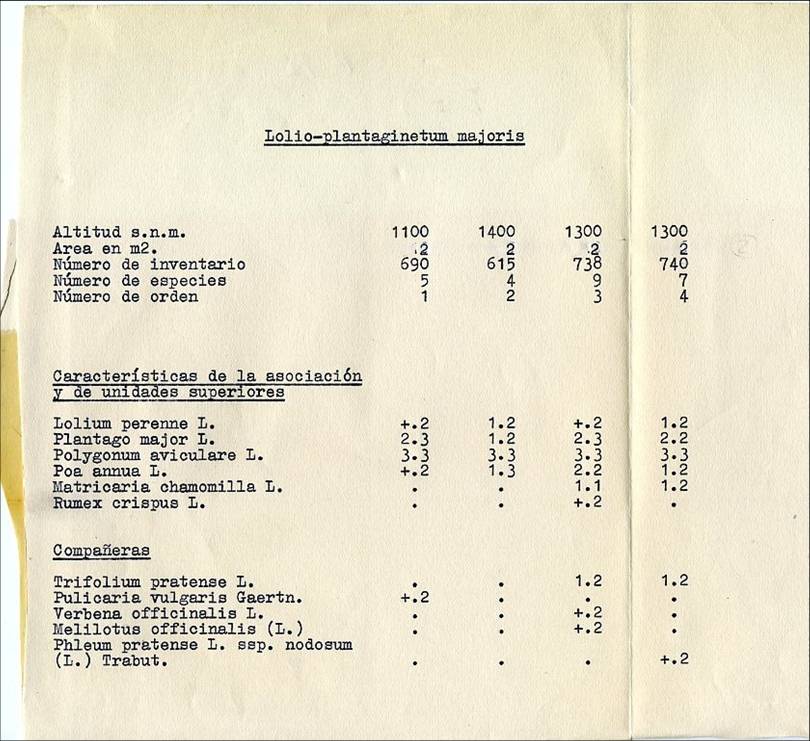 Lolio-plantaginetum majoris
Altitud s.n.m. 1100 1400 1300 1300
Area en m2. 2 2 2 2
Número de inventario 690 615 738 740
Número de especies 5 4 9 7
Número de orden 1 2 3 4
Características de la asociación
y de unidades superiores
Lolium perenne L. +.2 1.2 +.2 1.2
Plantago major L. 2.3 1.2 2.3 2.2
Polygonum aviculare L. 3.3 3.3 3.3 3.3
Poa annua L. +.2 1.3 2.2 1.2
Matricaria chamomilla L. . . 1.1 1.2
Rumex crispus L. . . +.2 .
Compañeras
Trifolium pratense L. . . 1.2 1.2
Pulicaria vulgaris Gaertn. +.2 . . .
Verbena officinalis L. . . +.2 .
Melilotus officinalis (L.) . . +.2 .
Phleum pratense L. ssp. nodosum
(L.) Trabut. . . . +.2